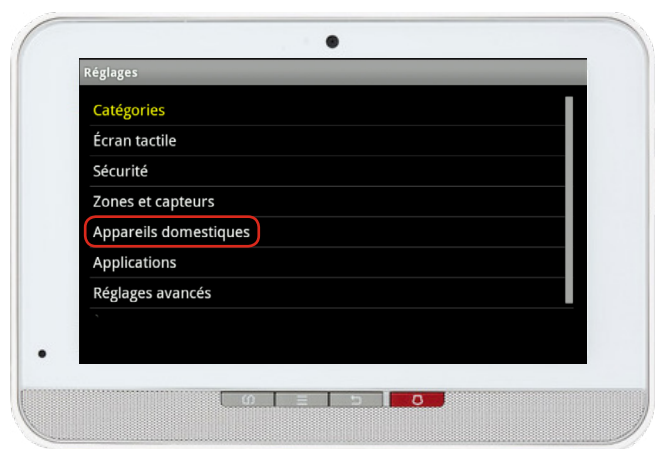 Réglages
Catégories
Écran tactile
Sécurité
Zones et capteurs
Appareils domestiques
Applications
Réglages avancés